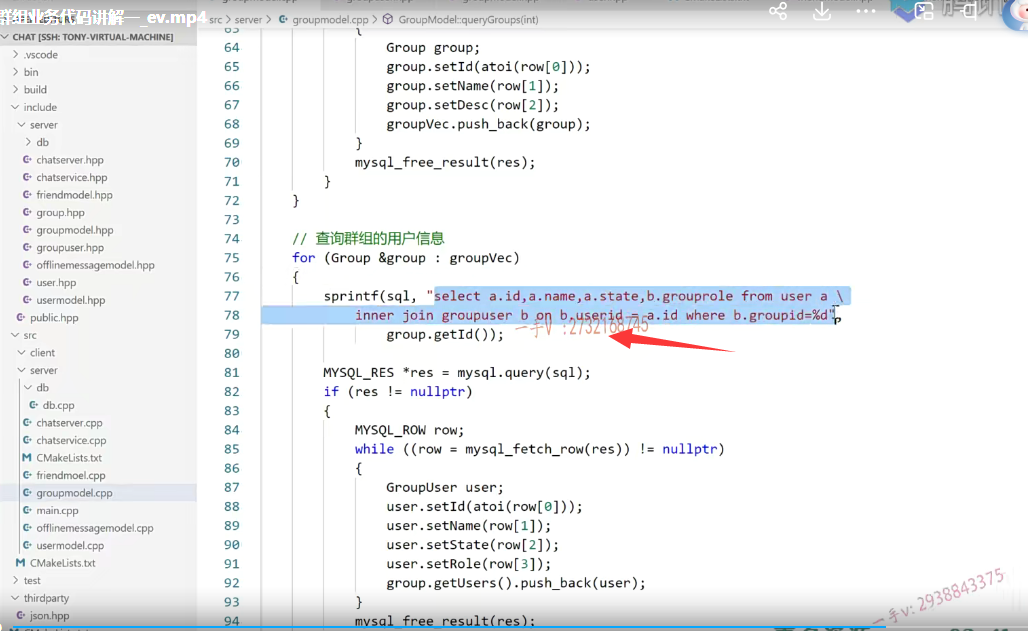 群组业务代码讲解一_ev.mp4
src > server > groupmodel.cpp > GroupModel::queryGroups(int)
CHAT [SSH: TONY-VIRTUAL-MACHINE]
.vscode
bin
build
include
server
db
chatserver.hpp
chatservice.hpp
friendmodel.hpp
group.hpp
groupmodel.hpp
groupuser.hpp
offlinemessagemodel.hpp
user.hpp
usermodel.hpp
public.hpp
src
client
server
db
db.cpp
chatserver.cpp
chatservice.cpp
CMakeLists.txt
friendmoel.cpp
groupmodel.cpp
main.cpp
offlinemessagemodel.cpp
usermodel.cpp
CMakeLists.txt
test
thirdparty
json.hpp
63 {
64 Group group;
65 group.setId(atoi(row[0]));
66 group.setName(row[1]);
67 group.setDesc(row[2]);
68 groupVec.push_back(group);
69 }
70 mysql_free_result(res);
71 }
72 }
73
74 // 查询群组的用户信息
75 for (Group &group : groupVec)
76 {
77 sprintf(sql, "select a.id,a.name,a.state,b.grouprole from user a \
78 inner join groupuser b on b.userid = a.id where b.groupid=%d",
79 group.getId());
一手V :2732168745
80
81 MYSQL_RES *res = mysql.query(sql);
82 if (res != nullptr)
83 {
84 MYSQL_ROW row;
85 while ((row = mysql_fetch_row(res)) != nullptr)
86 {
87 GroupUser user;
88 user.setId(atoi(row[0]));
89 user.setName(row[1]);
90 user.setState(row[2]);
91 user.setRole(row[3]);
92 group.getUsers().push_back(user);
93 }
94 mysql_free_result(res);
一手v: 2938843375